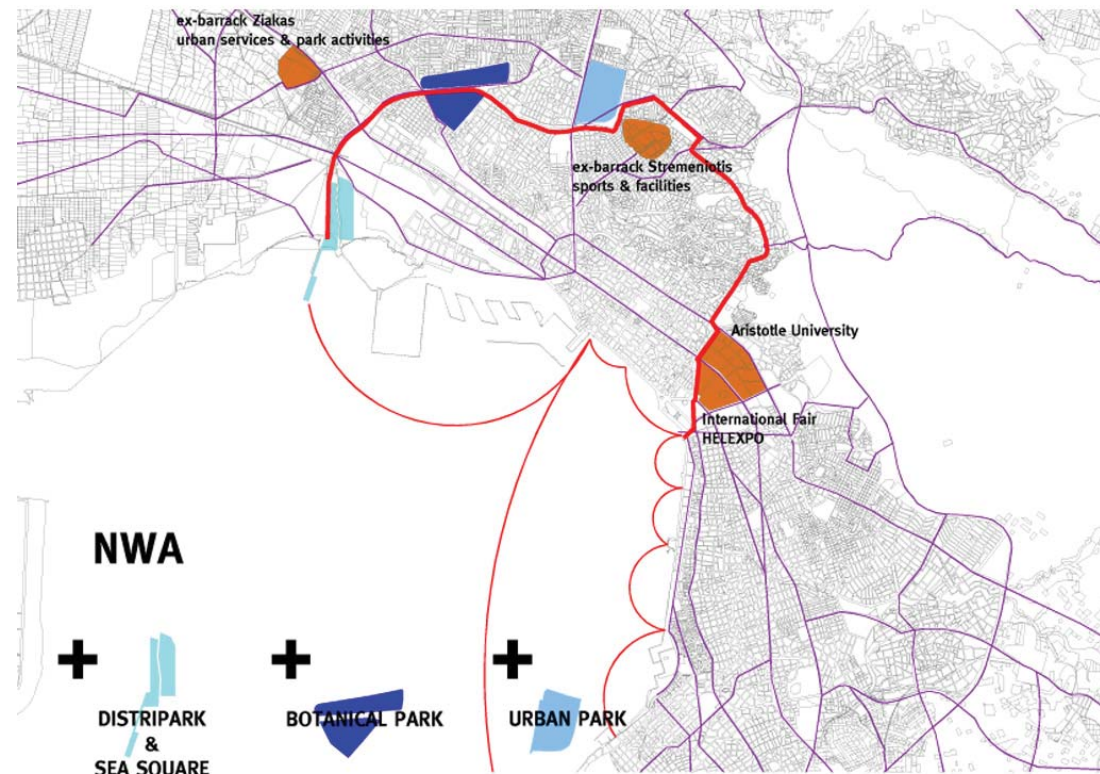 ex-barrack Ziakas
urban services & park activities
ex-barrack Stremeniotis
sports & facilities
Aristotle University
International Fair
HELEXPO
NWA
+ + +
DISTRIPARK
&
SEA SQUARE
BOTANICAL PARK
URBAN PARK